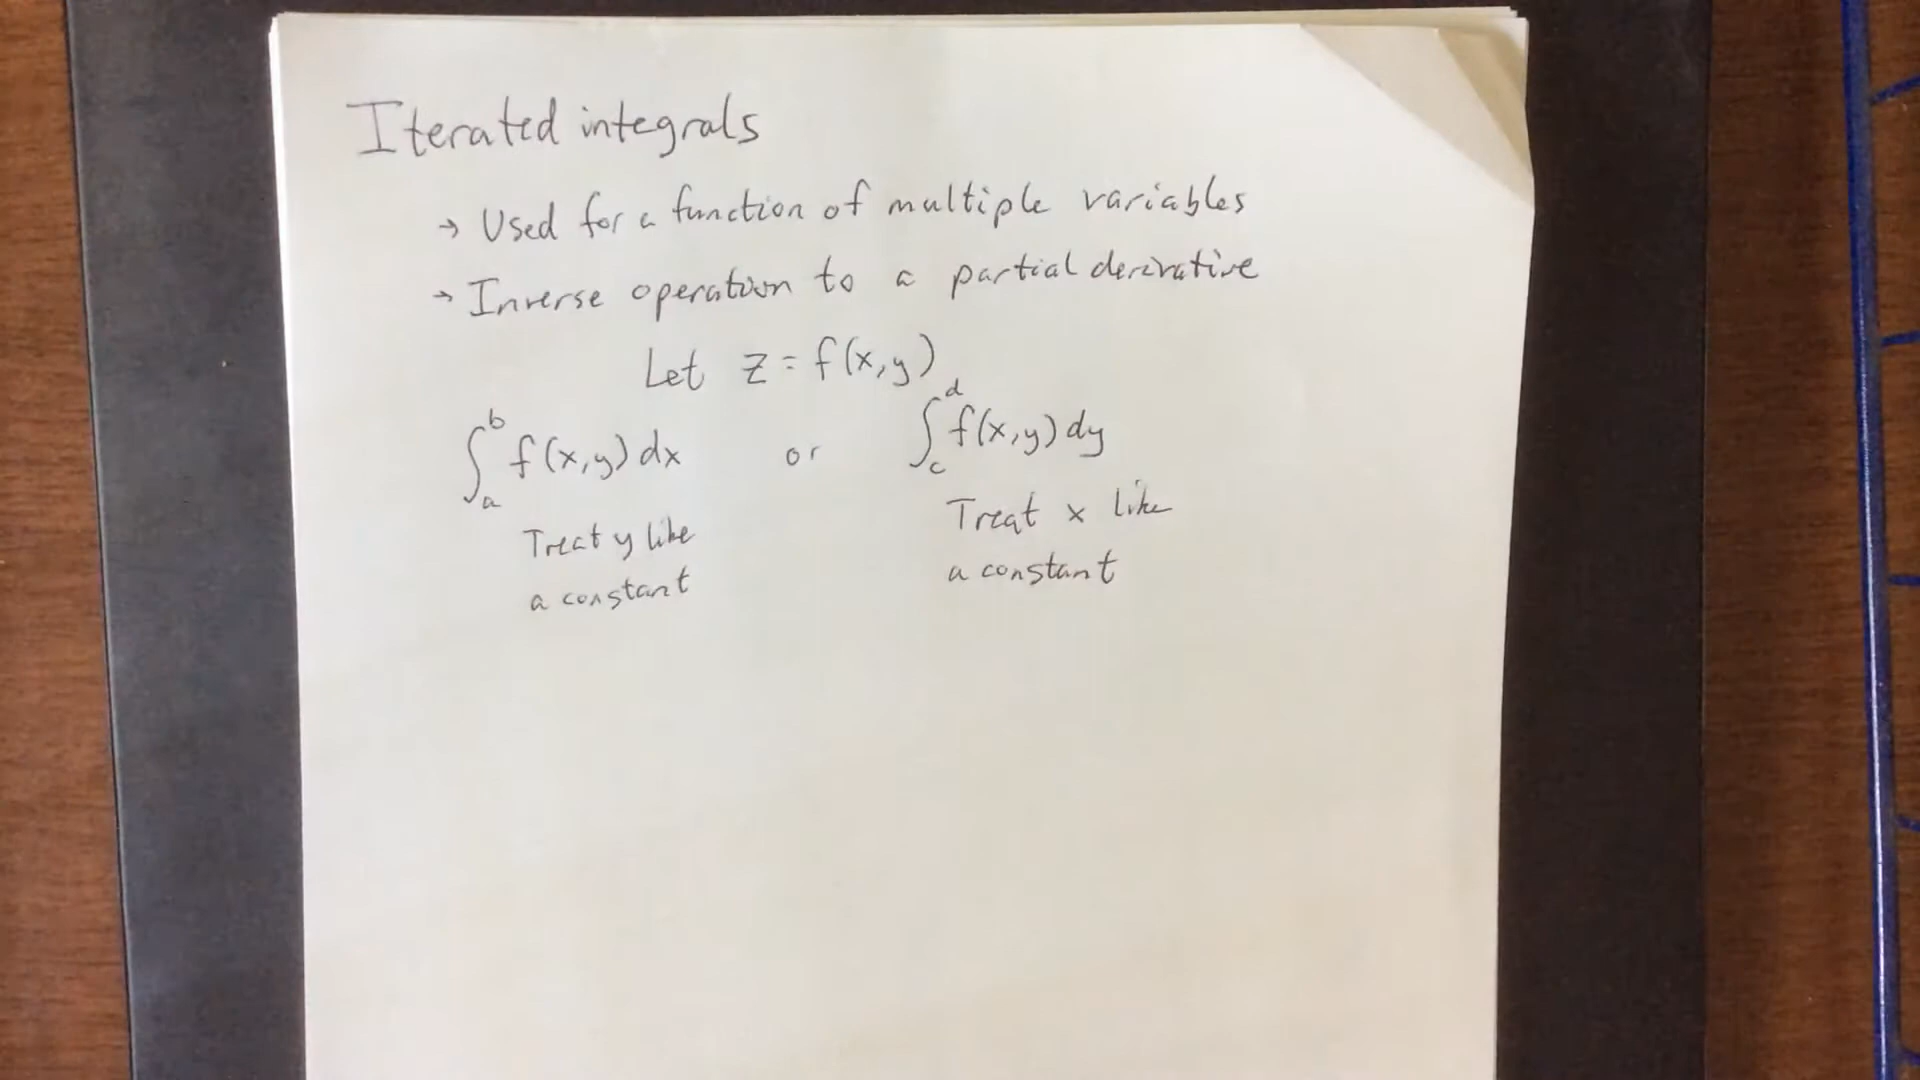 Iterated integrals
→ Used for a function of multiple variables
→ Inverse operation to a partial derivative
Let z = f(x,y)
∫_a^b f(x,y) dx or ∫_c^d f(x,y) dy
Treat y like
a constant
Treat x like
a constant